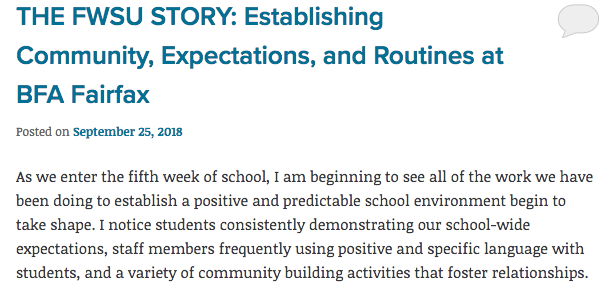 THE FWSU STORY: Establishing
Community, Expectations, and Routines at
BFA Fairfax
Posted on September 25, 2018
As we enter the fifth week of school, I am beginning to see all of the work we have
been doing to establish a positive and predictable school environment begin to
take shape. I notice students consistently demonstrating our school-wide
expectations, staff members frequently using positive and specific language with
students, and a variety of community building activities that foster relationships.